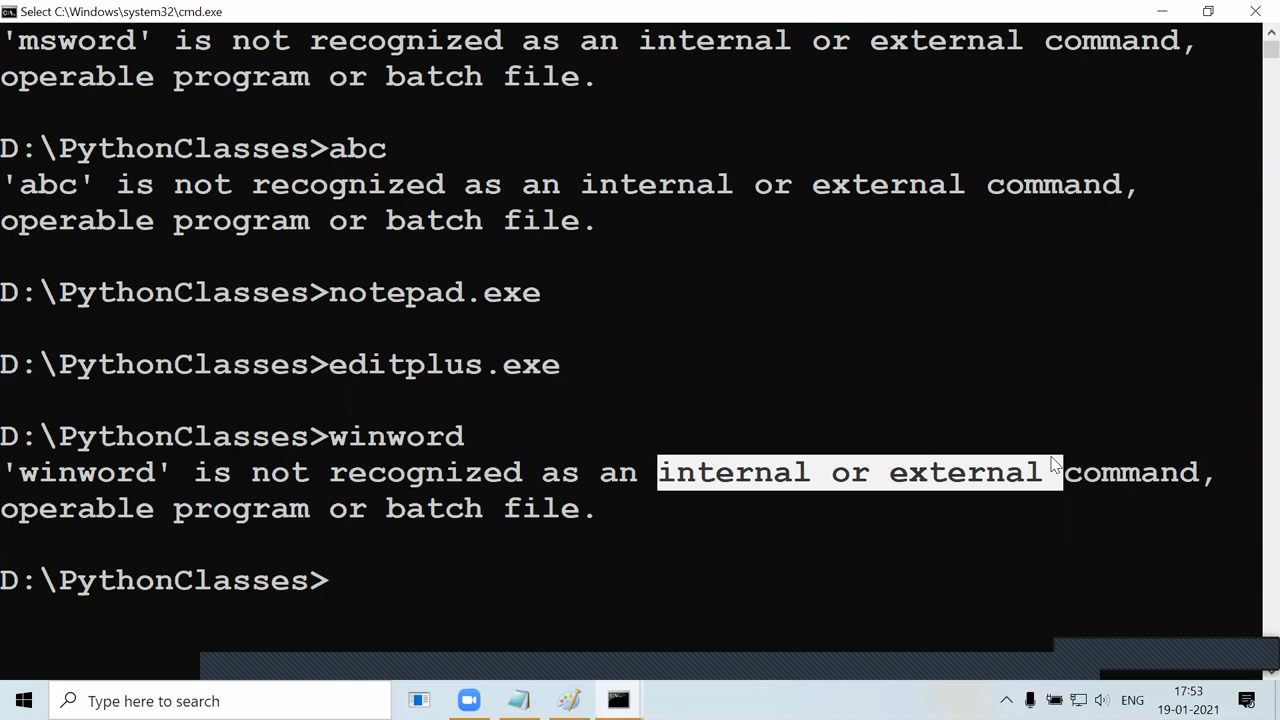 Select C:\Windows\system32\cmd.exe
'msword' is not recognized as an internal or external command,
operable program or batch file.
D:\PythonClasses>abc
'abc' is not recognized as an internal or external command,
operable program or batch file.
D:\PythonClasses>notepad.exe
D:\PythonClasses>editplus.exe
D:\PythonClasses>winword
'winword' is not recognized as an internal or external command,
operable program or batch file.
D:\PythonClasses>
Type here to search
ENG
17:53
19-01-2021